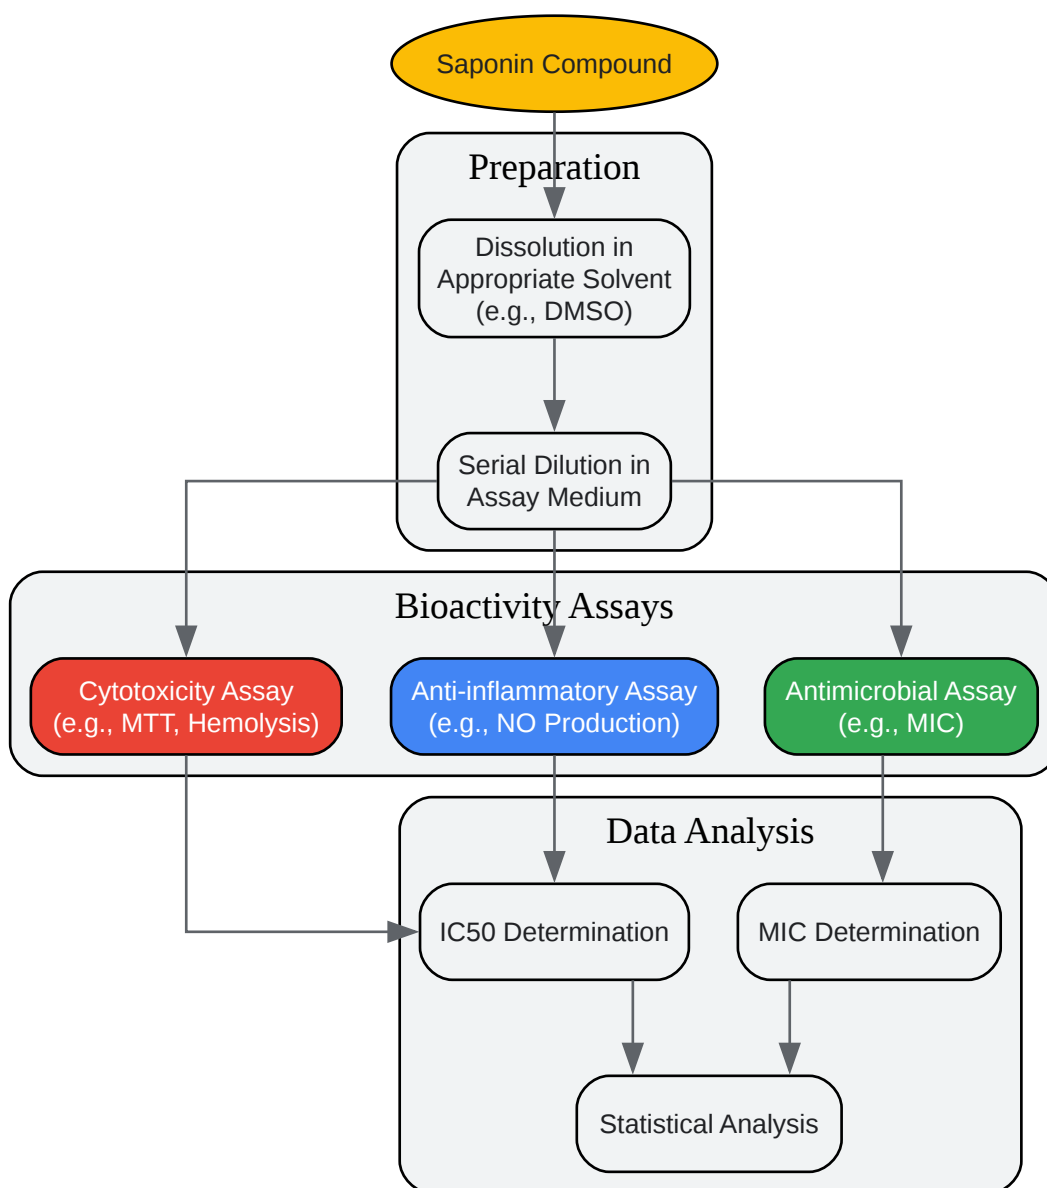 Saponin Compound
Preparation
Dissolution in
Appropriate Solvent
(e.g., DMSO)
Serial Dilution in
Assay Medium
Bioactivity Assays
Cytotoxicity Assay
(e.g., MTT, Hemolysis)
Anti-inflammatory Assay
(e.g., NO Production)
Antimicrobial Assay
(e.g., MIC)
Data Analysis
IC50 Determination
MIC Determination
Statistical Analysis